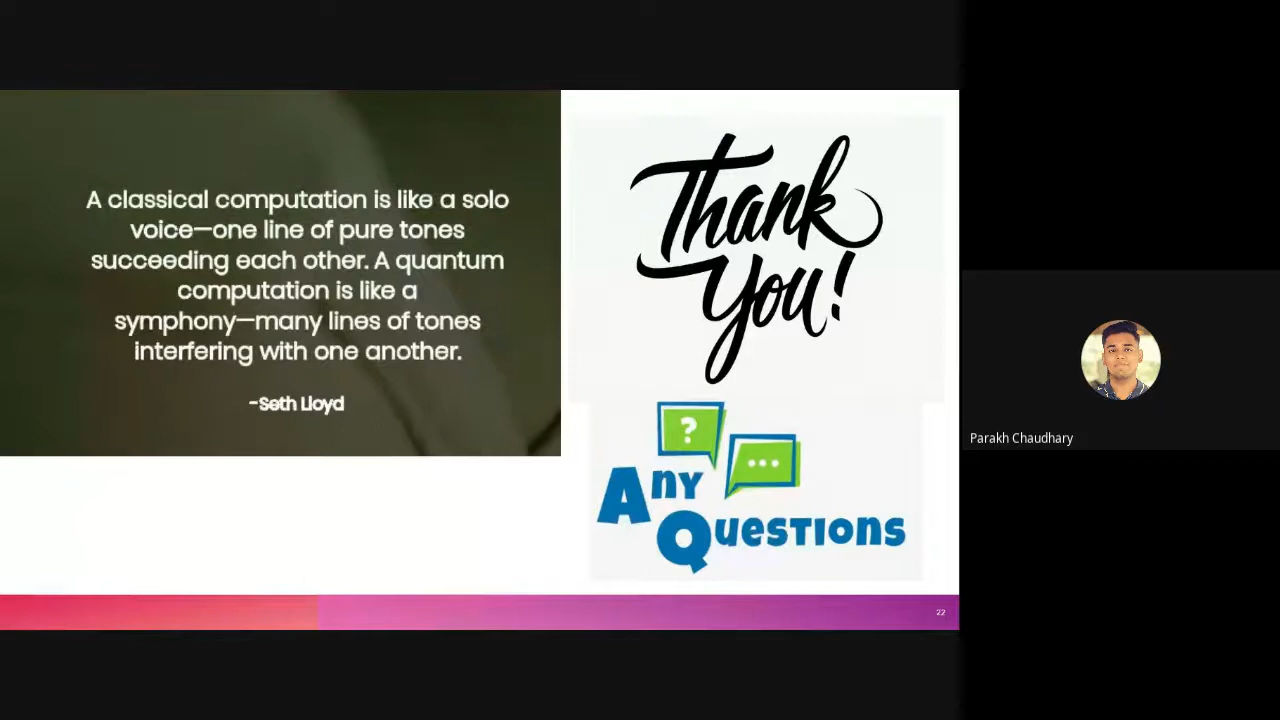 A classical computation is like a solo
voice—one line of pure tones
succeeding each other. A quantum
computation is like a
symphony—many lines of tones
interfering with one another.
-Seth Lloyd
Thank
You!
?
...
Any
Questions
22
Parakh Chaudhary